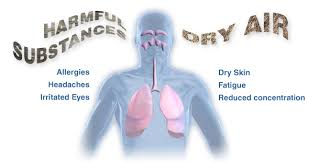 HARMFUL
SUBSTANCES
Allergies
Headaches
Irritated Eyes
DRY AIR
Dry Skin
Fatigue
Reduced concentration